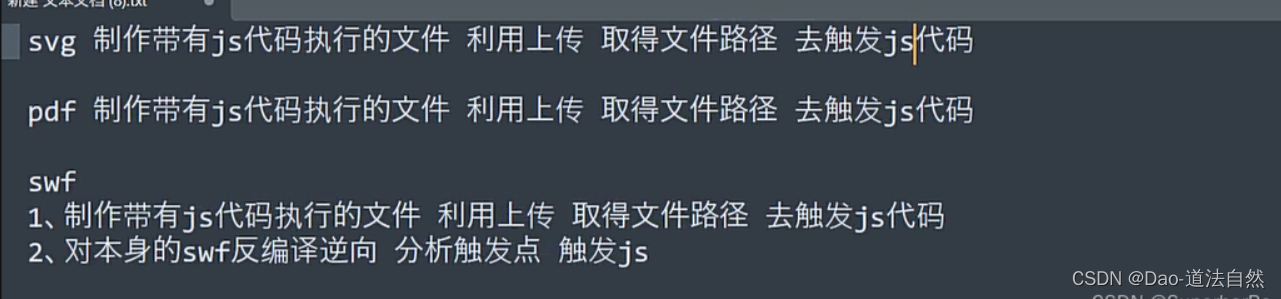 新建 文本文档 (8).txt
svg 制作带有js代码执行的文件 利用上传 取得文件路径 去触发js代码
pdf 制作带有js代码执行的文件 利用上传 取得文件路径 去触发js代码
swf
1、制作带有js代码执行的文件 利用上传 取得文件路径 去触发js代码
2、对本身的swf反编译逆向 分析触发点 触发js
CSDN @Dao-道法自然